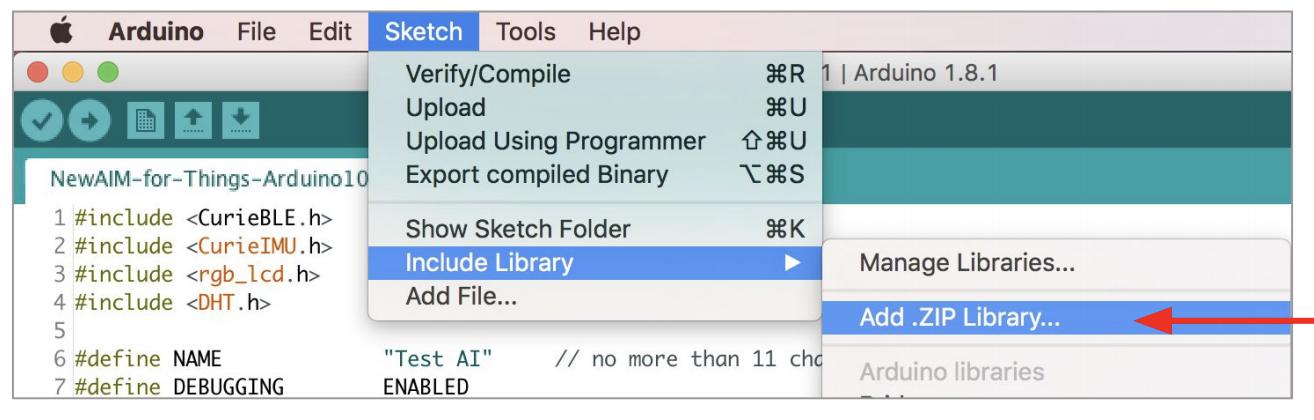 Arduino File Edit Sketch Tools Help
1 | Arduino 1.8.1
Verify/Compile ⌘R
Upload ⌘U
Upload Using Programmer ⇧⌘U
Export compiled Binary ⌥⌘S
Show Sketch Folder ⌘K
Include Library ▶
Add File...
Manage Libraries...
Add .ZIP Library...
Arduino libraries
NewAIM-for-Things-Arduino10
1 #include <CurieBLE.h>
2 #include <CurieIMU.h>
3 #include <rgb_lcd.h>
4 #include <DHT.h>
5
6 #define NAME "Test AI" // no more than 11 cha
7 #define DEBUGGING ENABLED